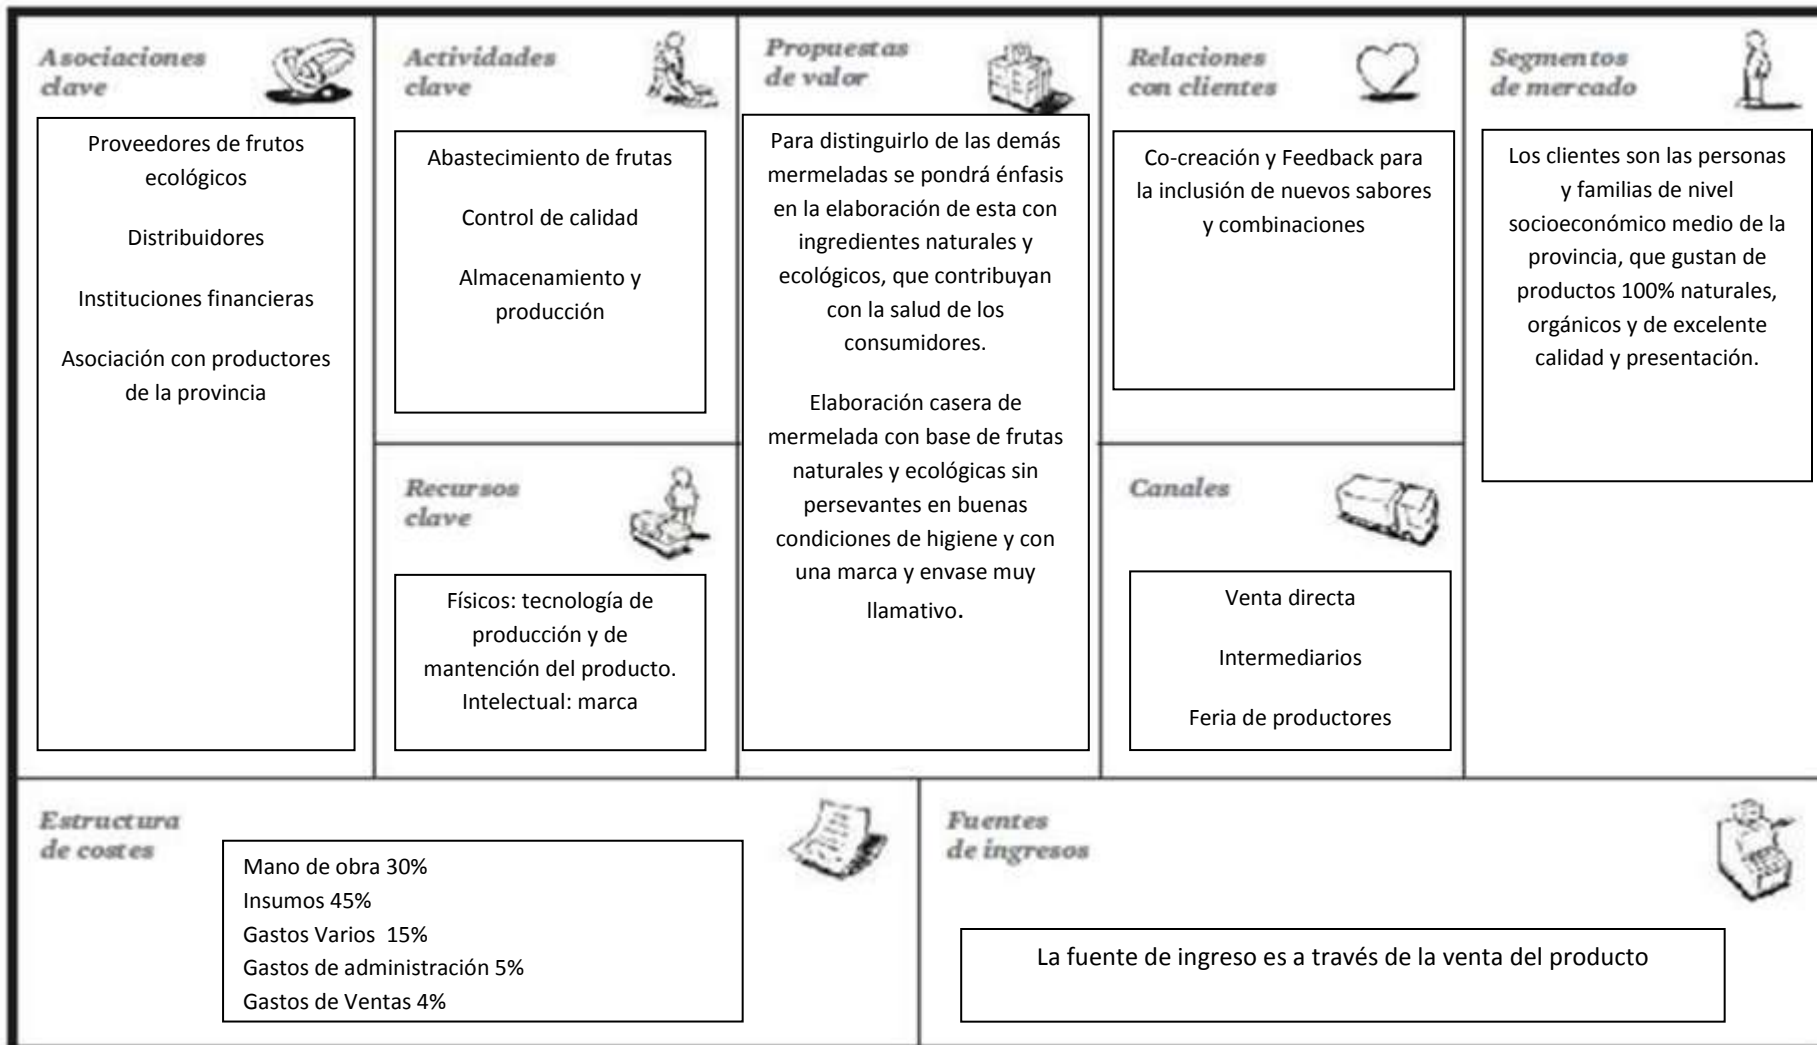 Asociaciones
clave
Proveedores de frutos
ecológicos
Distribuidores
Instituciones financieras
Asociación con productores
de la provincia
Actividades
clave
Abastecimiento de frutas
Control de calidad
Almacenamiento y
producción
Recursos
clave
Físicos: tecnología de
producción y de
mantención del producto.
Intelectual: marca
Propuestas
de valor
Para distinguirlo de las demás
mermeladas se pondrá énfasis
en la elaboración de esta con
ingredientes naturales y
ecológicos, que contribuyan
con la salud de los
consumidores.
Elaboración casera de
mermelada con base de frutas
naturales y ecológicas sin
persevantes en buenas
condiciones de higiene y con
una marca y envase muy
llamativo.
Relaciones
con clientes
Co-creación y Feedback para
la inclusión de nuevos sabores
y combinaciones
Canales
Venta directa
Intermediarios
Feria de productores
Segmentos
de mercado
Los clientes son las personas
y familias de nivel
socioeconómico medio de la
provincia, que gustan de
productos 100% naturales,
orgánicos y de excelente
calidad y presentación.
Estructura
de costes
Mano de obra 30%
Insumos 45%
Gastos Varios  15%
Gastos de administración 5%
Gastos de Ventas 4%
Fuentes
de ingresos
La fuente de ingreso es a través de la venta del producto